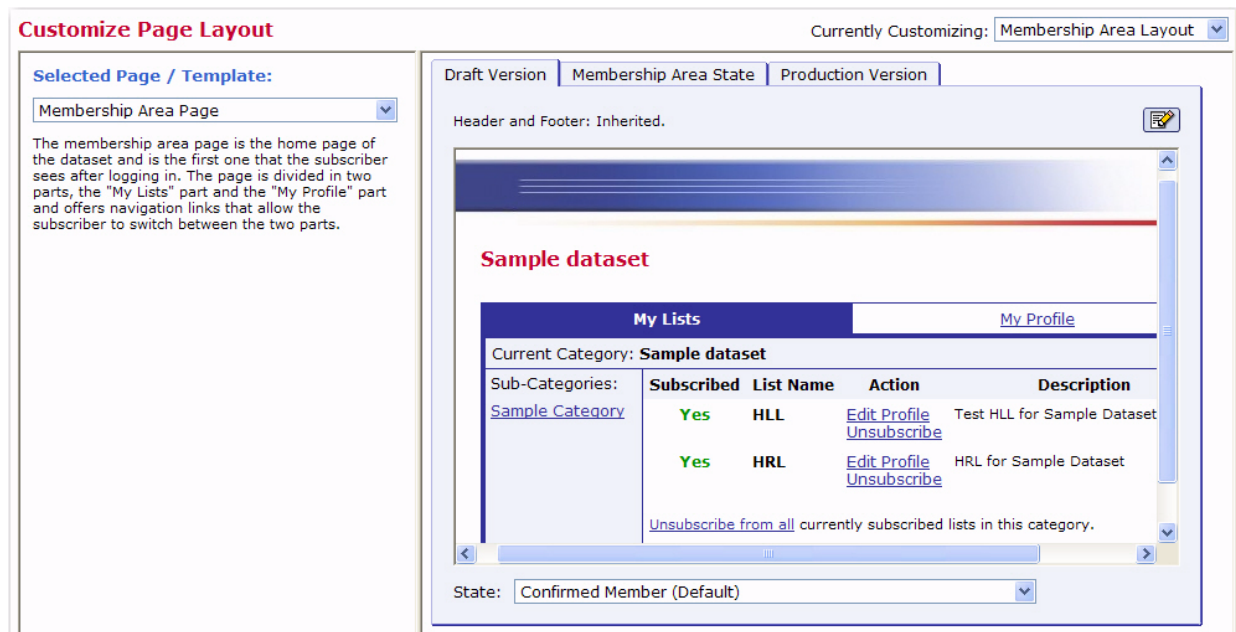 Customize Page Layout
Currently Customizing: Membership Area Layout
Selected Page / Template:
Membership Area Page
The membership area page is the home page of
the dataset and is the first one that the subscriber
sees after logging in. The page is divided in two
parts, the "My Lists" part and the "My Profile" part
and offers navigation links that allow the
subscriber to switch between the two parts.
Draft Version Membership Area State Production Version
Header and Footer: Inherited.
Sample dataset
My Lists My Profile
Current Category: Sample dataset
Sub-Categories: Subscribed List Name Action Description
Sample Category Yes HLL Edit Profile Test HLL for Sample Dataset
Unsubscribe
Yes HRL Edit Profile HRL for Sample Dataset
Unsubscribe
Unsubscribe from all currently subscribed lists in this category.
State: Confirmed Member (Default)